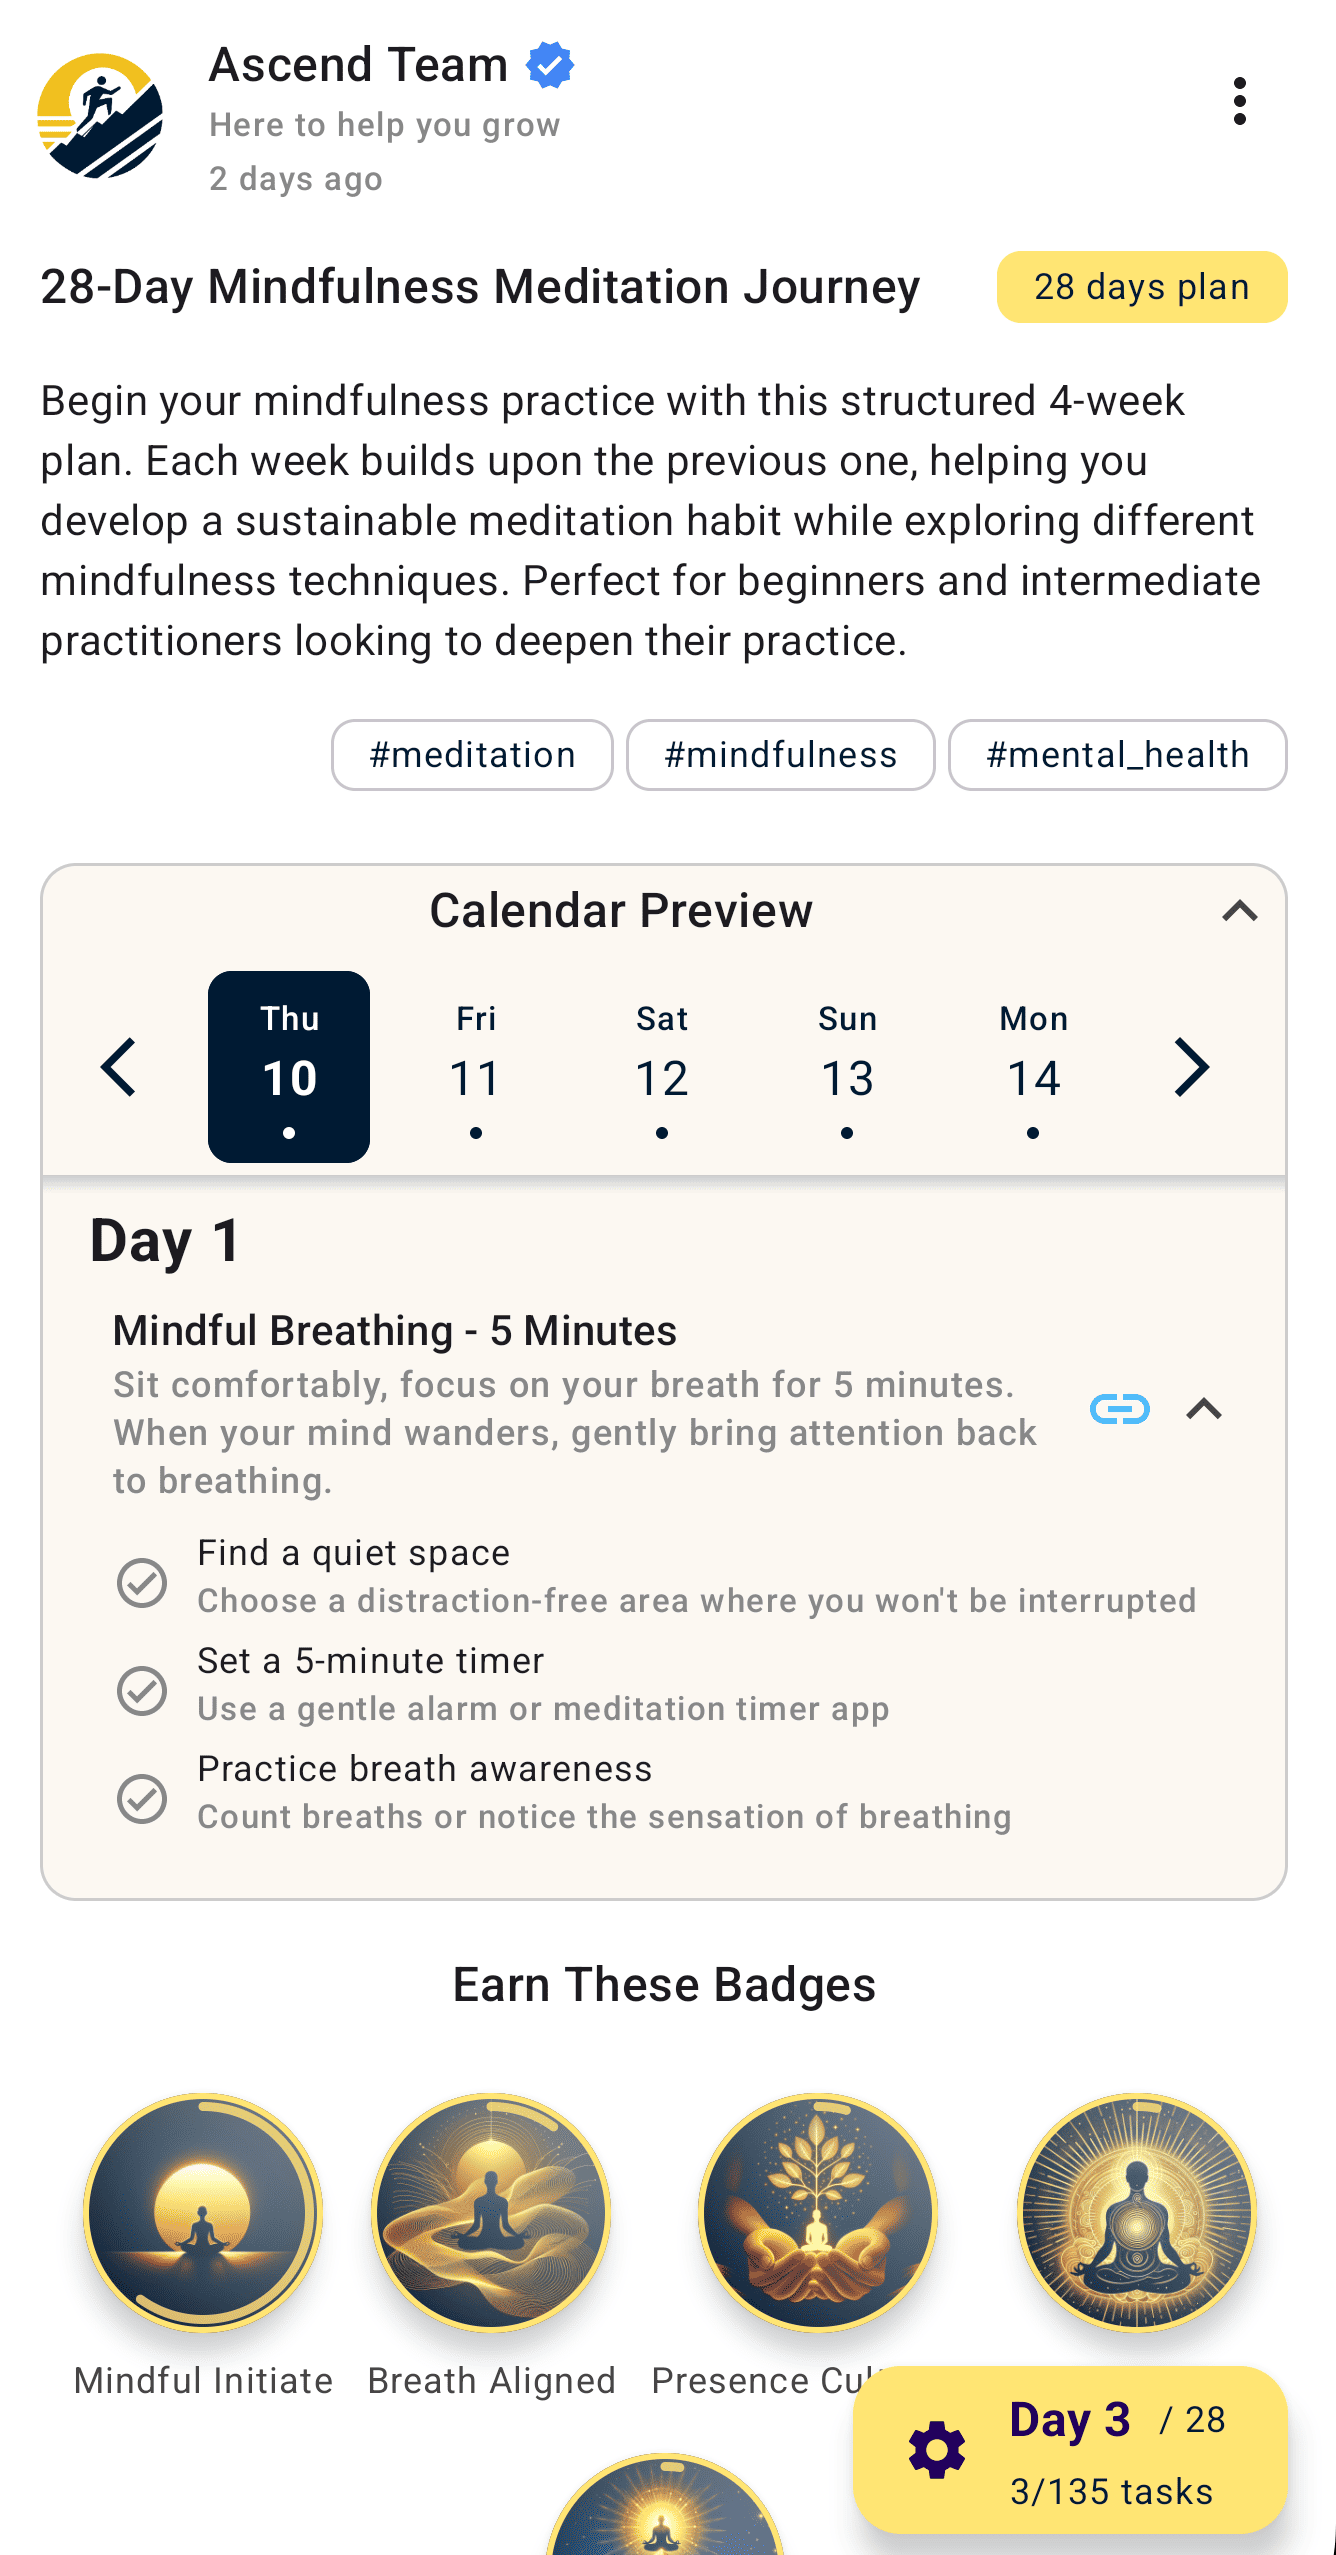 Ascend Team
Here to help you grow
2 days ago
28-Day Mindfulness Meditation Journey
28 days plan
Begin your mindfulness practice with this structured 4-week
plan. Each week builds upon the previous one, helping you
develop a sustainable meditation habit while exploring different
mindfulness techniques. Perfect for beginners and intermediate
practitioners looking to deepen their practice.
#meditation #mindfulness #mental_health
Calendar Preview
Thu Fri Sat Sun Mon
10 11 12 13 14
Day 1
Mindful Breathing - 5 Minutes
Sit comfortably, focus on your breath for 5 minutes.
When your mind wanders, gently bring attention back
to breathing.
Find a quiet space
Choose a distraction-free area where you won't be interrupted
Set a 5-minute timer
Use a gentle alarm or meditation timer app
Practice breath awareness
Count breaths or notice the sensation of breathing
Earn These Badges
Mindful Initiate Breath Aligned Presence
Day 3 / 28
3/135 tasks